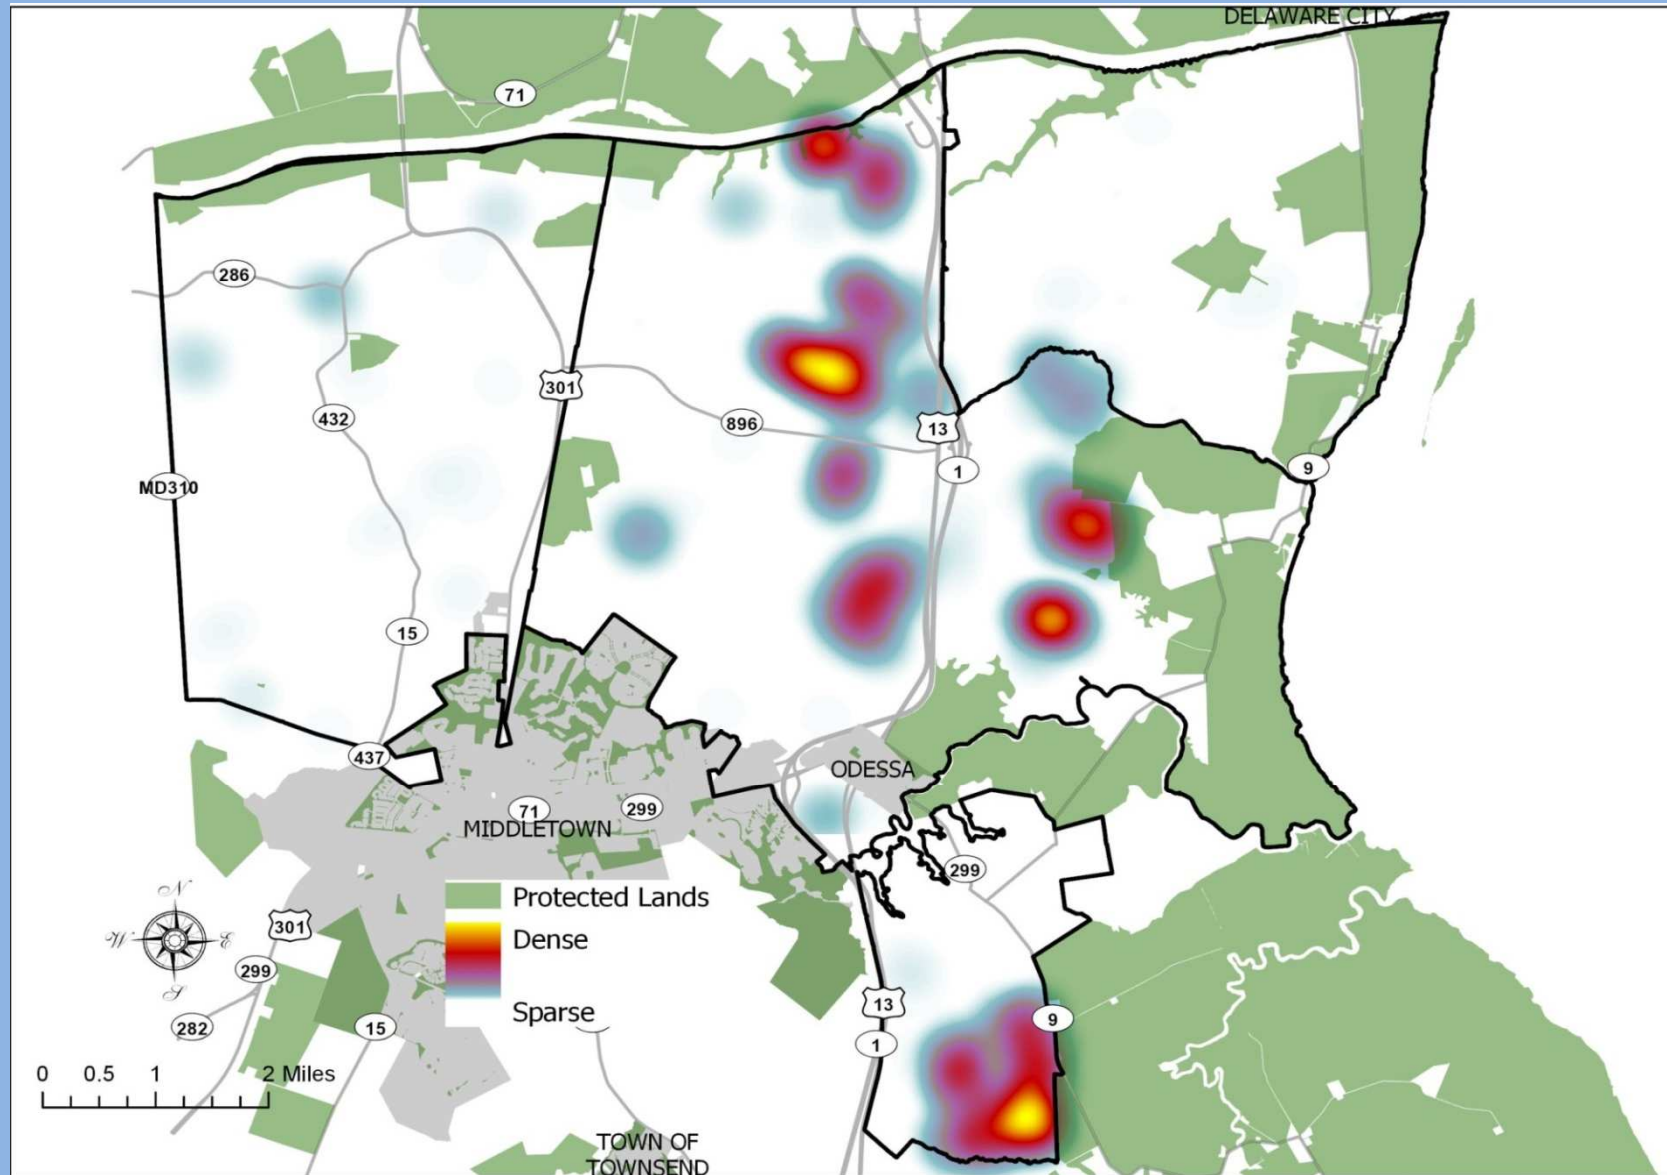 DELAWARE CITY
71
286
301
432
896
13
1
9
MD310
15
437
ODESSA
71
299
MIDDLETOWN
299
Protected Lands
Dense
Sparse
N
W
E
S
301
299
282
15
13
1
9
0 0.5 1 2 Miles
TOWN OF
TOWNSEND